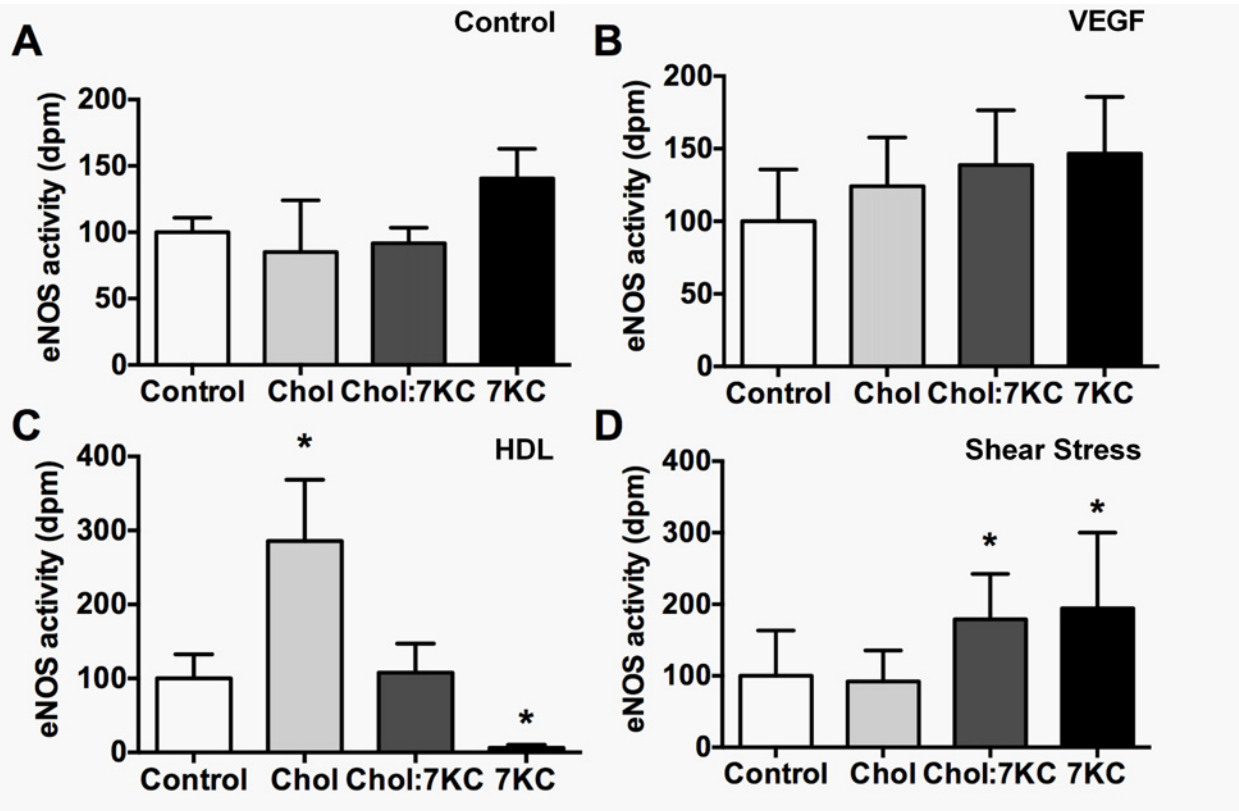 A
Control
eNOS activity (dpm)
200
150
100
50
0
Control Chol Chol:7KC 7KC
B
VEGF
eNOS activity (dpm)
200
150
100
50
0
Control Chol Chol:7KC 7KC
C
HDL
eNOS activity (dpm)
400
300
200
100
0
*
*
Control Chol Chol:7KC 7KC
D
Shear Stress
eNOS activity (dpm)
400
300
200
100
0
*
*
Control Chol Chol:7KC 7KC